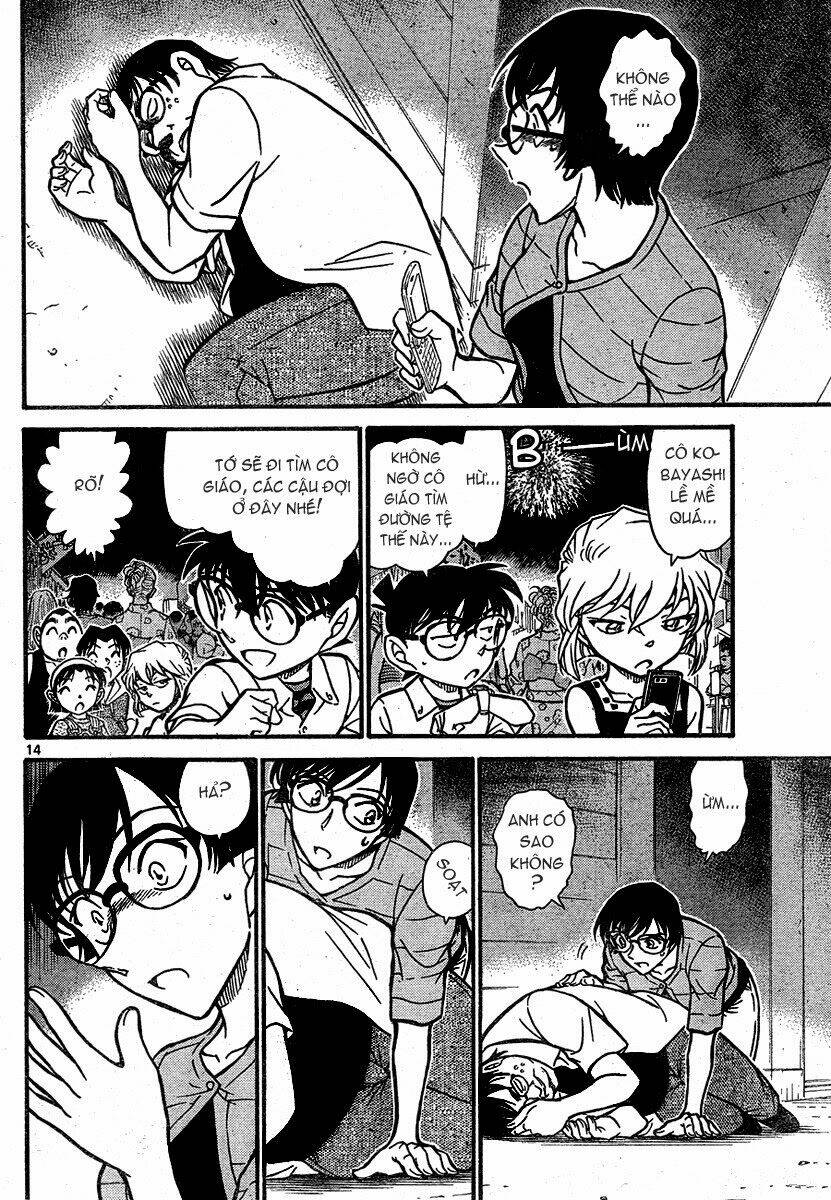 KHÔNG
THỂ NÀO
...
CÔ KO-
BAYASHI
LỀ MỀ
QUÁ...
B — ÙM
HỪ...
KHÔNG
NGỜ CÔ
GIÁO TÌM
ĐƯỜNG TỆ
THẾ NÀY...
TỚ SẼ ĐI TÌM CÔ
GIÁO, CÁC CẬU ĐỢI
Ở ĐÂY NHÉ!
RÕ!
14
ỪM...
ANH CÓ
SAO
KHÔNG
?
SOẠT
HẢ?